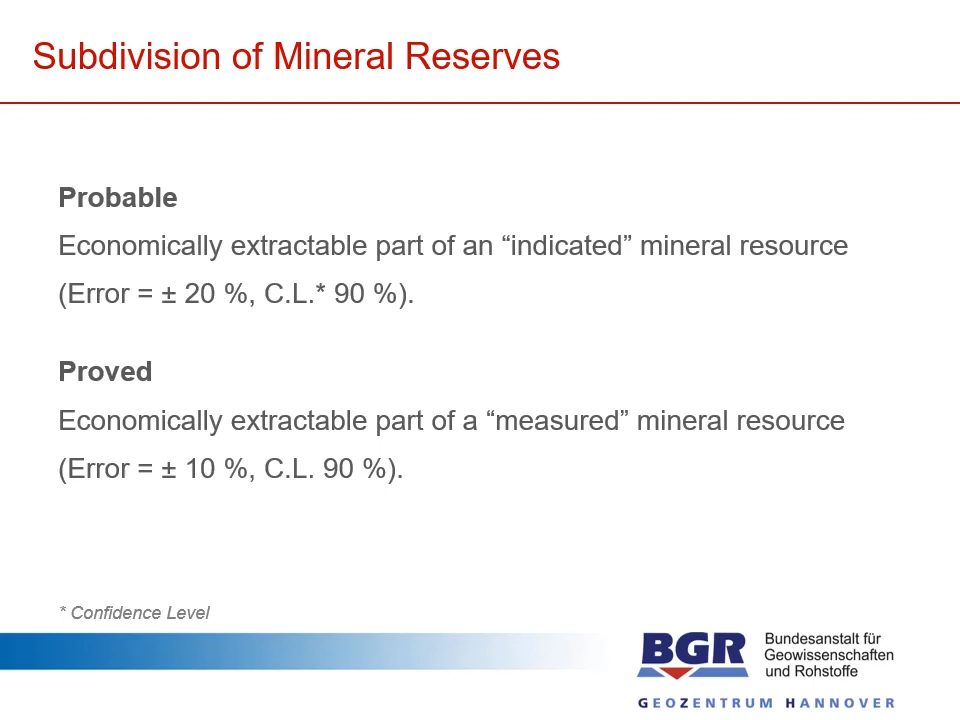 Subdivision of Mineral Reserves
Probable
Economically extractable part of an “indicated” mineral resource
(Error = ± 20 %, C.L.* 90 %).
Proved
Economically extractable part of a “measured” mineral resource
(Error = ± 10 %, C.L. 90 %).
* Confidence Level
BGR
Bundesanstalt für
Geowissenschaften
und Rohstoffe
GEOZENTRUM HANNOVER